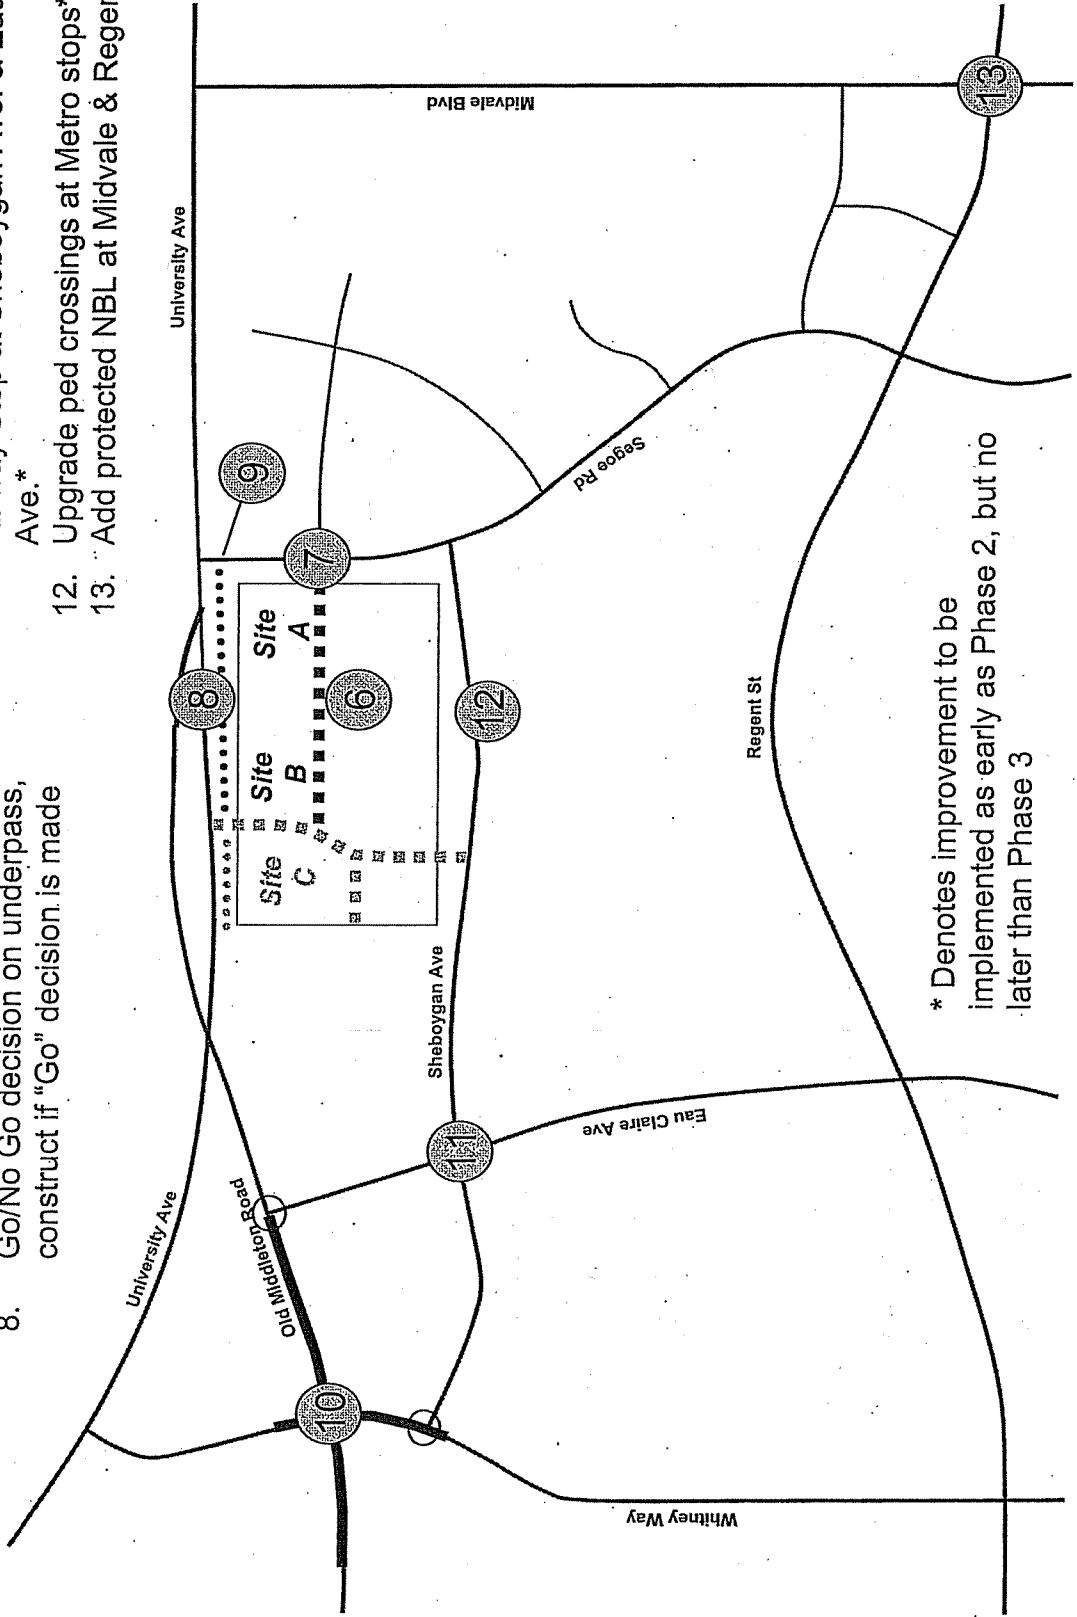 8. Go/No Go decision on underpass,
construct if "Go" decision is made
Ave.*
12. Upgrade ped crossings at Metro stops*
13. Add protected NBL at Midvale & Regen
University Ave
University Ave
Old Middleton Road
Whitney Way
Eau Claire Ave
Sheboygan Ave
Segoe Rd
Midvale Blvd
Regent St
Site
A
Site
B
Site
C
6
7
8
9
10
11
12
13
* Denotes improvement to be
implemented as early as Phase 2, but no
later than Phase 3